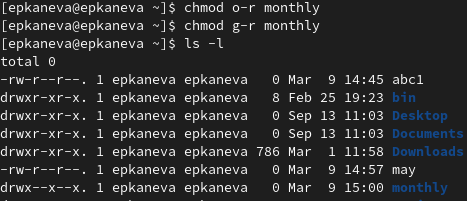 [epkaneva@epkaneva ~]$ chmod o-r monthly
[epkaneva@epkaneva ~]$ chmod g-r monthly
[epkaneva@epkaneva ~]$ ls -l
total 0
-rw-r--r--. 1 epkaneva epkaneva   0 Mar  9 14:45 abc1
drwxr-xr-x. 1 epkaneva epkaneva   8 Feb 25 19:23 bin
drwxr-xr-x. 1 epkaneva epkaneva   0 Sep 13 11:03 Desktop
drwxr-xr-x. 1 epkaneva epkaneva   0 Sep 13 11:03 Documents
drwxr-xr-x. 1 epkaneva epkaneva 786 Mar  1 11:58 Downloads
-rw-r--r--. 1 epkaneva epkaneva   0 Mar  9 14:57 may
drwx--x--x. 1 epkaneva epkaneva   0 Mar  9 15:00 monthly